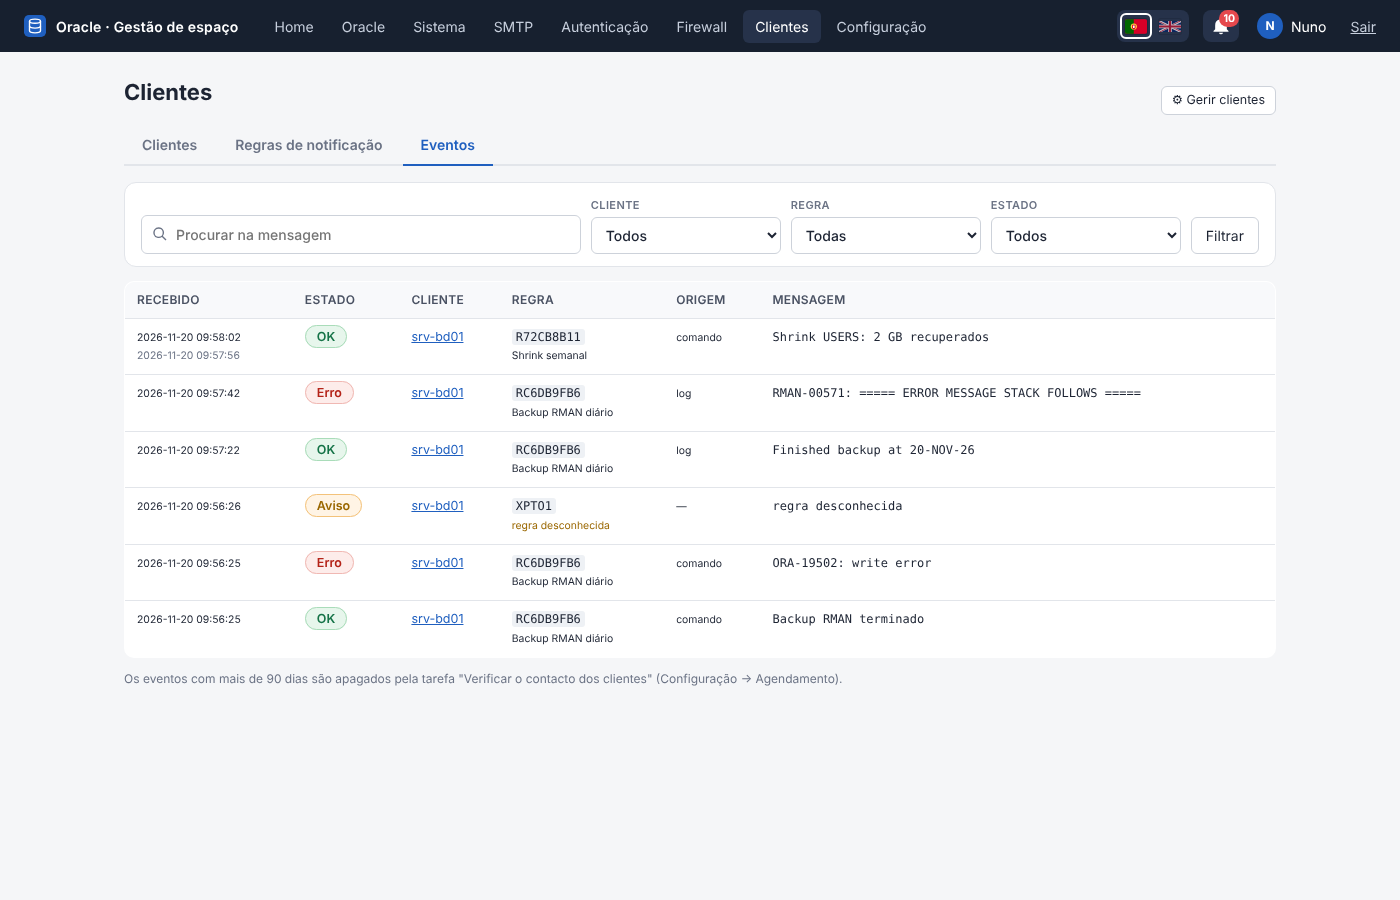 Oracle · Gestão de espaço Home Oracle Sistema SMTP Autenticação Firewall Clientes Configuração 10 N Nuno Sair
Clientes
⚙ Gerir clientes
Clientes Regras de notificação Eventos
CLIENTE REGRA ESTADO
Procurar na mensagem Todos Todas Todos Filtrar
RECEBIDO ESTADO CLIENTE REGRA ORIGEM MENSAGEM
2026-11-20 09:58:02 OK srv-bd01 R72CB8B11 comando Shrink USERS: 2 GB recuperados
2026-11-20 09:57:56 Shrink semanal
2026-11-20 09:57:42 Erro srv-bd01 RC6DB9FB6 log RMAN-00571: ===== ERROR MESSAGE STACK FOLLOWS =====
Backup RMAN diário
2026-11-20 09:57:22 OK srv-bd01 RC6DB9FB6 log Finished backup at 20-NOV-26
Backup RMAN diário
2026-11-20 09:56:26 Aviso srv-bd01 XPTO1 — regra desconhecida
regra desconhecida
2026-11-20 09:56:25 Erro srv-bd01 RC6DB9FB6 comando ORA-19502: write error
Backup RMAN diário
2026-11-20 09:56:25 OK srv-bd01 RC6DB9FB6 comando Backup RMAN terminado
Backup RMAN diário
Os eventos com mais de 90 dias são apagados pela tarefa "Verificar o contacto dos clientes" (Configuração → Agendamento).